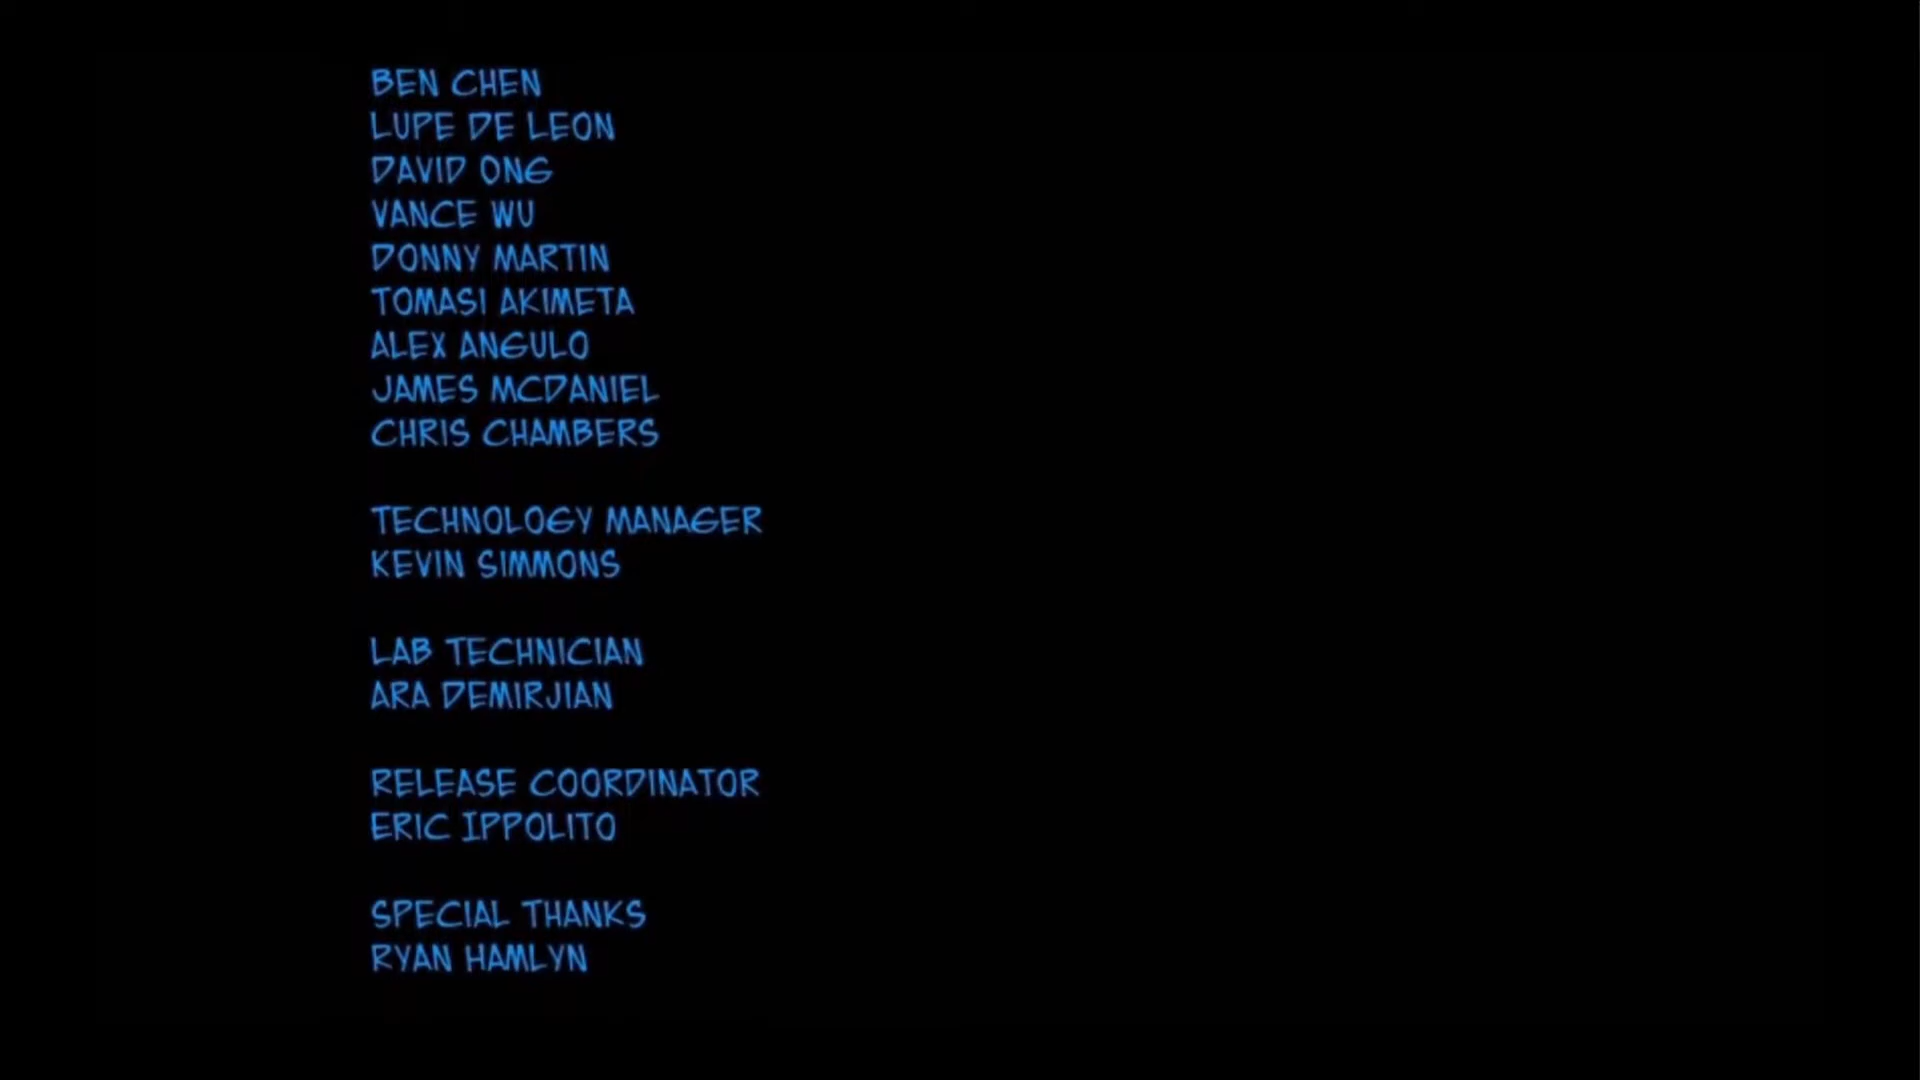 BEN CHEN
LUPE DE LEON
DAVID ONG
VANCE WU
DONNY MARTIN
TOMASI AKIMETA
ALEX ANGULO
JAMES MCDANIEL
CHRIS CHAMBERS
TECHNOLOGY MANAGER
KEVIN SIMMONS
LAB TECHNICIAN
ARA DEMIRJIAN
RELEASE COORDINATOR
ERIC IPPOLITO
SPECIAL THANKS
RYAN HAMLYN